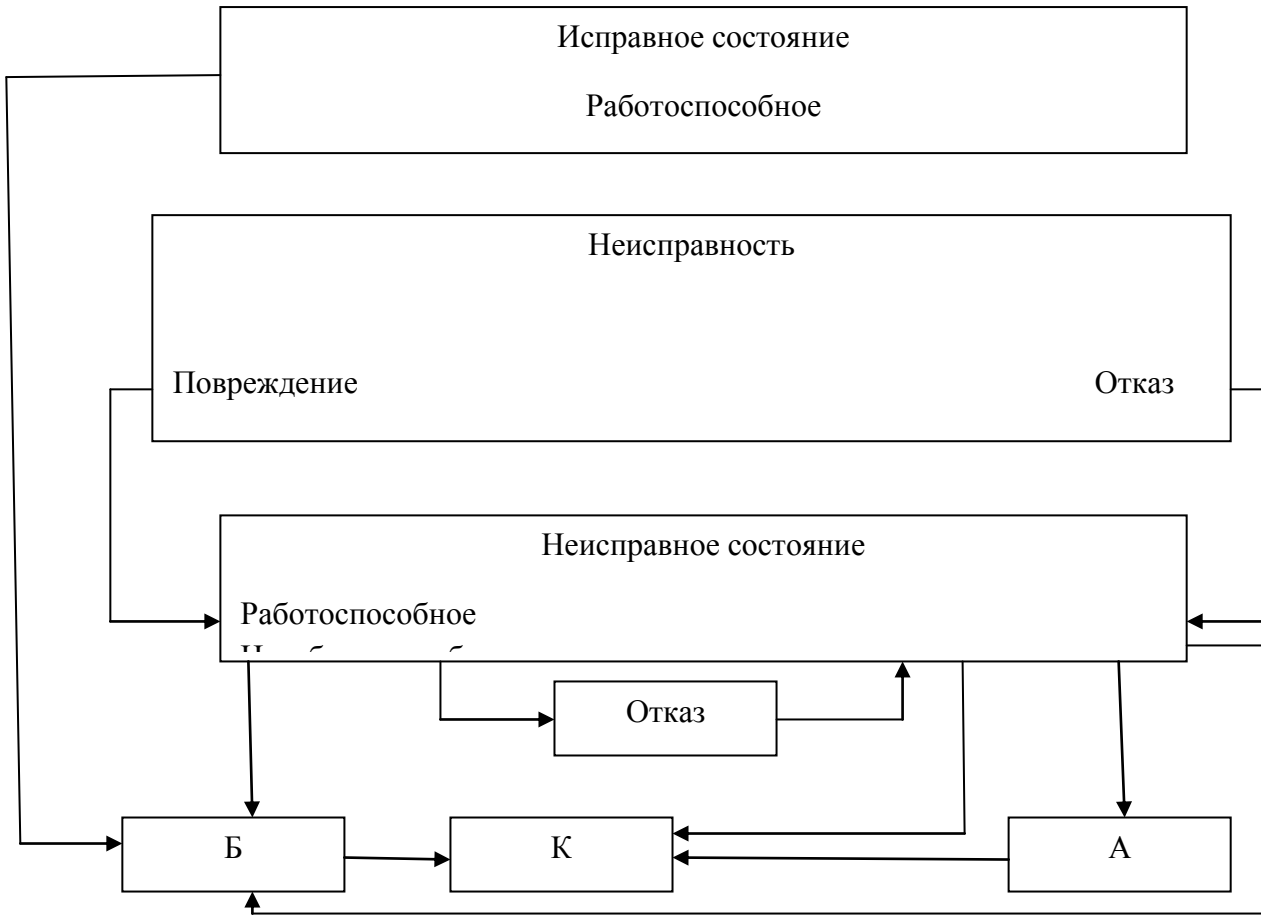 Исправное состояние
Работоспособное
Неисправность
Повреждение Отказ
Неисправное состояние
Работоспособное
Отказ
Б К А